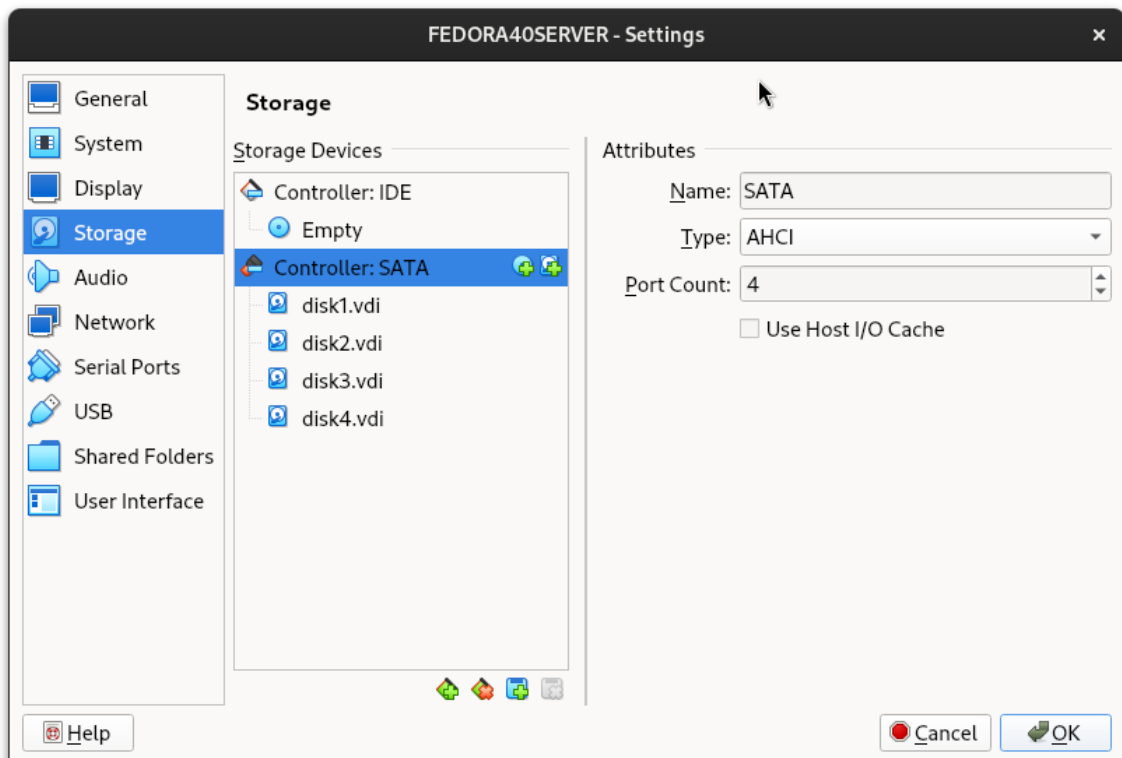 FEDORA40SERVER - Settings
General
System
Display
Storage
Audio
Network
Serial Ports
USB
Shared Folders
User Interface
Storage
Storage Devices
Controller: IDE
Empty
Controller: SATA
disk1.vdi
disk2.vdi
disk3.vdi
disk4.vdi
Attributes
Name: SATA
Type: AHCI
Port Count: 4
Use Host I/O Cache
Help
Cancel
OK